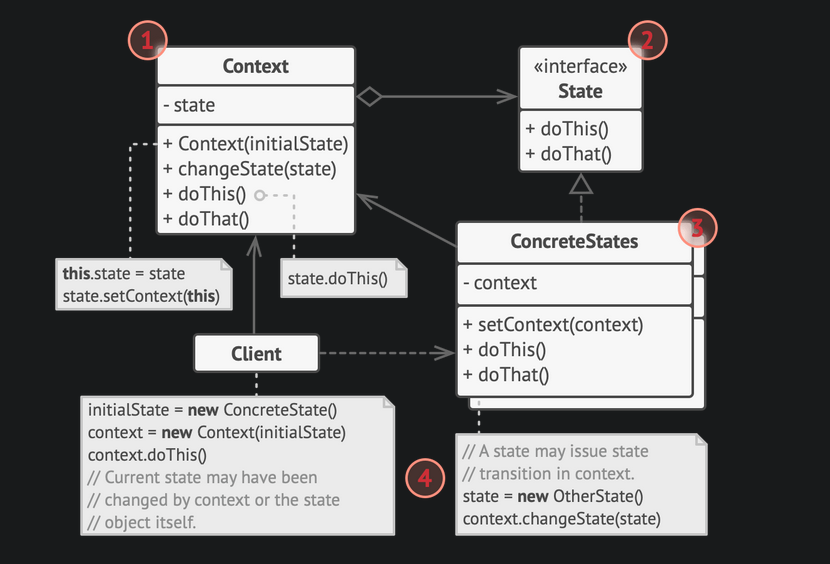 1
Context
- state
+ Context(initialState)
+ changeState(state)
+ doThis()
+ doThat()
2
«interface»
State
+ doThis()
+ doThat()
3
ConcreteStates
- context
+ setContext(context)
+ doThis()
+ doThat()
this.state = state
state.setContext(this)
state.doThis()
Client
initialState = new ConcreteState()
context = new Context(initialState)
context.doThis()
// Current state may have been
// changed by context or the state
// object itself.
4
// A state may issue state
// transition in context.
state = new OtherState()
context.changeState(state)